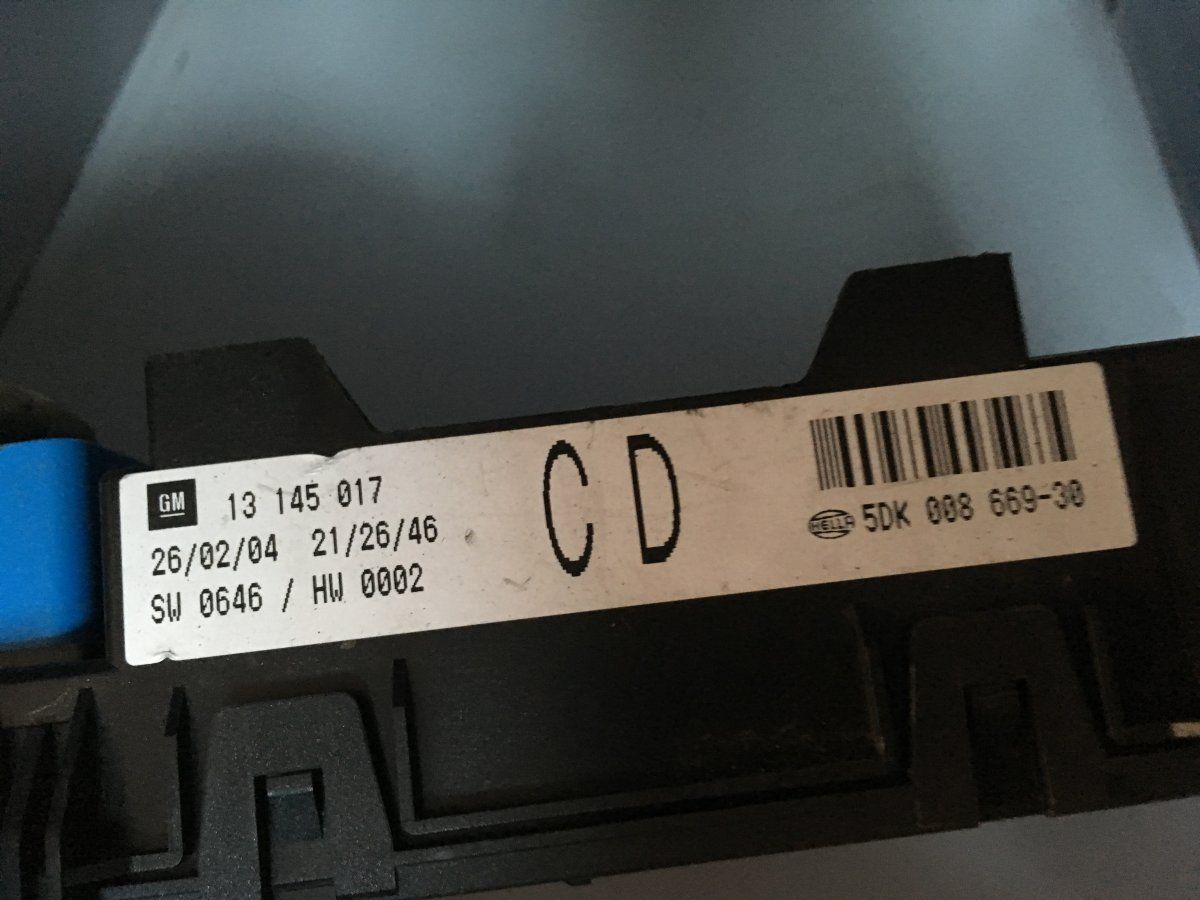 GM 13 145 017
26/02/04 21/26/46
SW 0646 / HW 0002
CD
HELLA 5DK 008 669-30